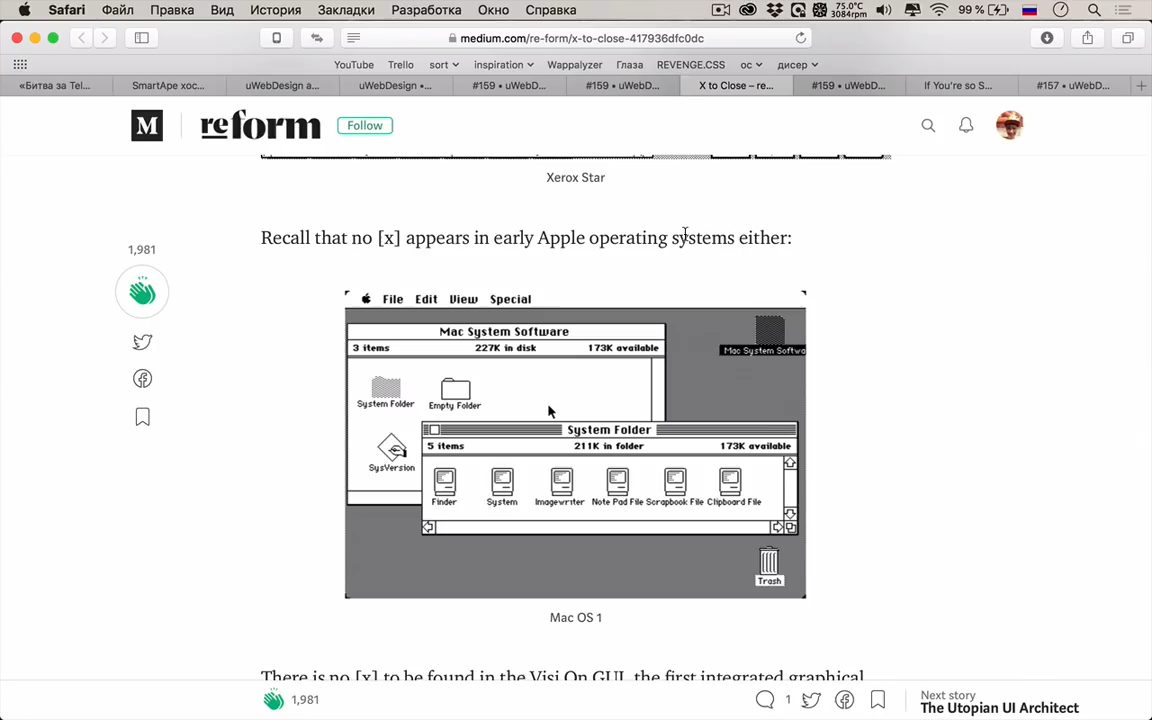 Safari Файл Правка Вид История Закладки Разработка Окно Справка 75.0°C 3084rpm 99 %
medium.com/re-form/x-to-close-417936dfc0dc
YouTube Trello sort inspiration Wappalyzer Глаза REVENGE.CSS ос дисер
«Битва за Tel... SmartApe хос... uWebDesign a... uWebDesign •... #159 • uWebD... #159 • uWebD... X to Close – re... #159 • uWebD... If You're so S... #157 • uWebD...
M reform Follow
Xerox Star
Recall that no [x] appears in early Apple operating systems either:
1,981
File Edit View Special
Mac System Software
3 items 227K in disk 173K available
Mac System Softwa
System Folder Empty Folder
System Folder
5 items 211K in folder 173K available
SysVersion
Finder System Imagewriter Note Pad File Scrapbook File Clipboard File
Trash
Mac OS 1
There is no [x] to be found in the Visi On GUI, the first integrated graphical
1,981 1 Next story
The Utopian UI Architect